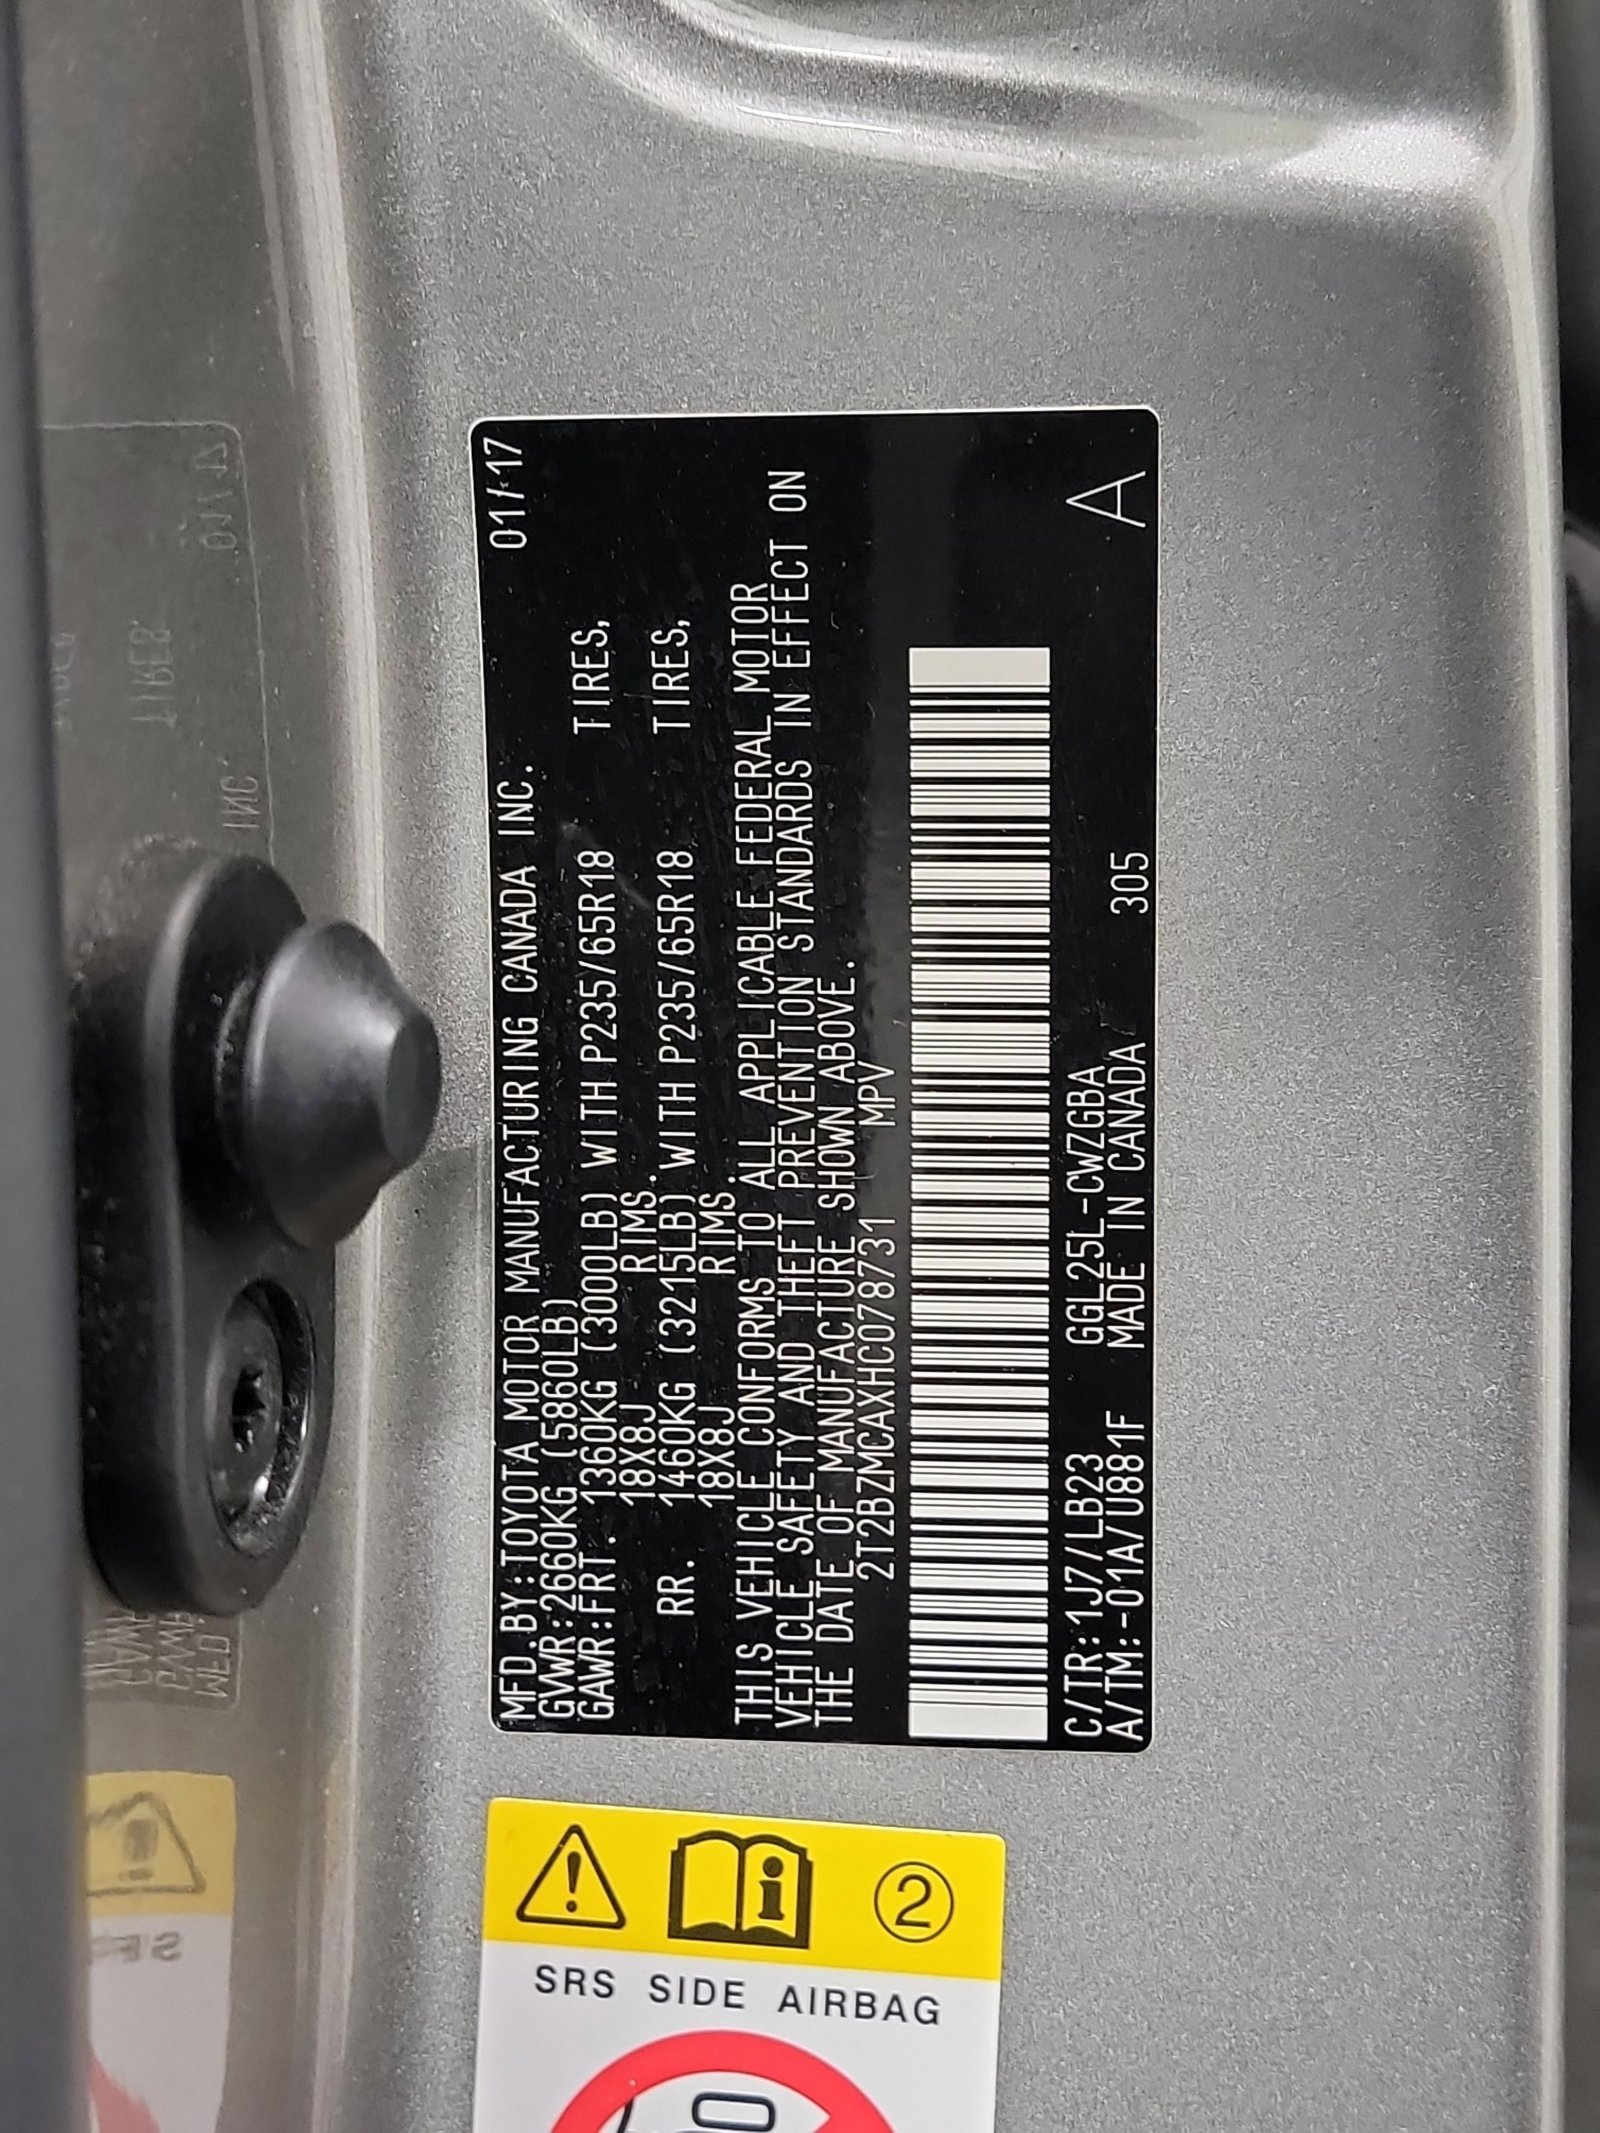 MFD.BY:TOYOTA MOTOR MANUFACTURING CANADA INC. 01/17
GVWR:2660KG (5860LB)
GAWR:FRT. 1360KG (3000LB) WITH P235/65R18 TIRES,
18X8J RIMS.
RR. 1460KG (3215LB) WITH P235/65R18 TIRES,
18X8J RIMS.
THIS VEHICLE CONFORMS TO ALL APPLICABLE FEDERAL MOTOR
VEHICLE SAFETY AND THEFT PREVENTION STANDARDS IN EFFECT ON
THE DATE OF MANUFACTURE SHOWN ABOVE.
2T2BZMCAXHC078731 MPV
C/TR:1J7/LB23 GGL25L-CWZGBA
A/TM:-01A/U881F MADE IN CANADA 305 A
2
SRS SIDE AIRBAG